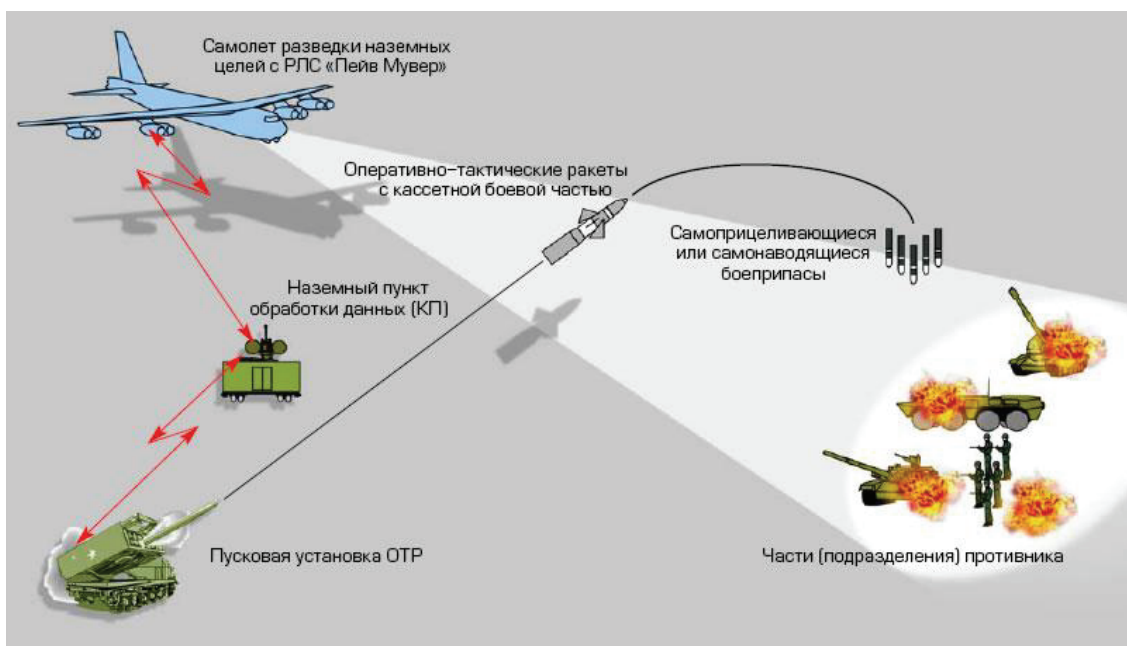 Самолет разведки наземных
целей с РЛС «Пейв Мувер»
Оперативно-тактические ракеты
с кассетной боевой частью
Самоприцеливающиеся
или самонаводящиеся
боеприпасы
Наземный пункт
обработки данных (КП)
Пусковая установка ОТР
Части (подразделения) противника